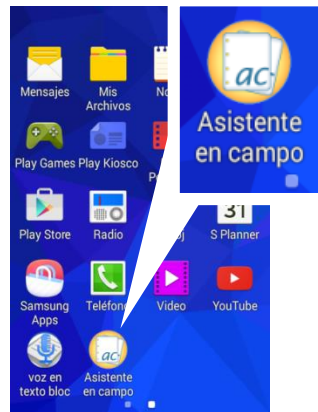 Mensajes
Mis
Archivos
No
Play Games
Play Kiosco
Play Store
Radio
oj
31
S Planner
Samsung
Apps
Teléfono
Video
YouTube
voz en
texto bloc
ac
Asistente
en campo
ac
Asistente
en campo